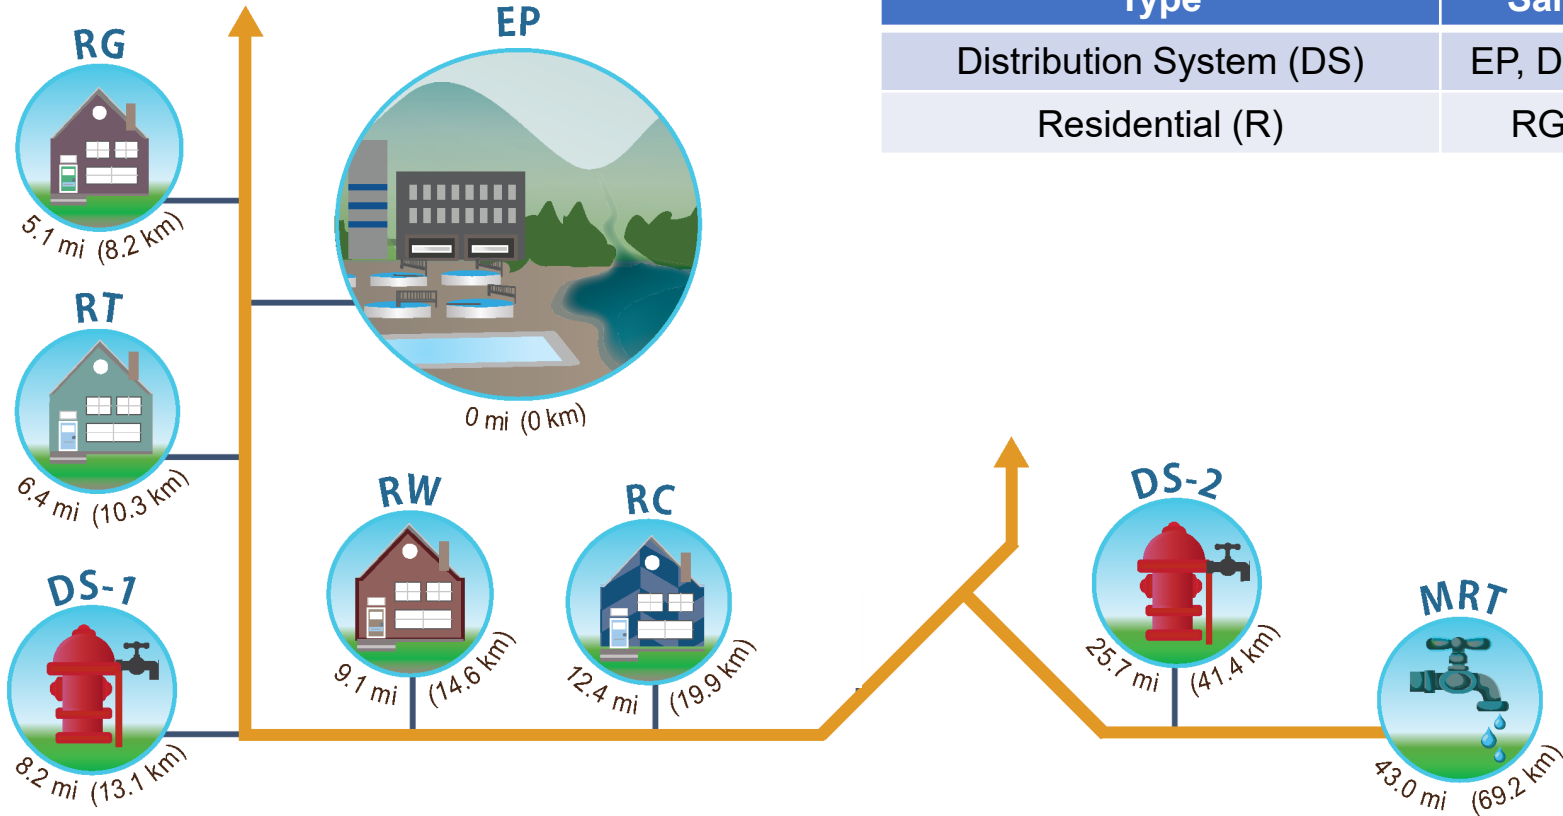 Type
Distribution System (DS)
EP, D
Residential (R)
RG
RG
5.1 mi (8.2 km)
EP
0 mi (0 km)
RT
6.4 mi (10.3 km)
DS-1
8.2 mi (13.1 km)
RW
9.1 mi (14.6 km)
RC
12.4 mi (19.9 km)
DS-2
25.7 mi (41.4 km)
MRT
43.0 mi (69.2 km)